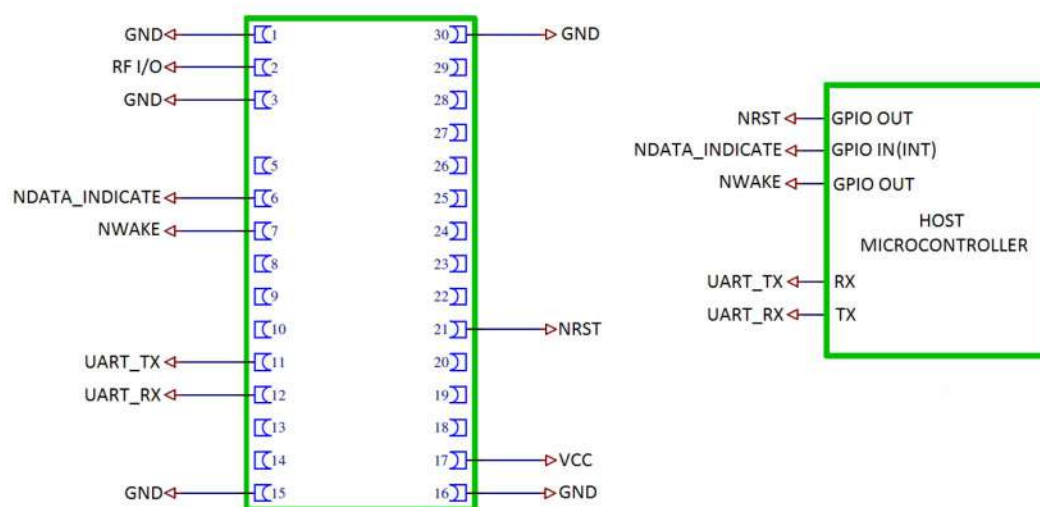 GND 1 30 GND
RF I/O 2 29
GND 3 28
27
5 26
NDATA_INDICATE 6 25
NWAKE 7 24
8 23
9 22
10 21 NRST
UART_TX 11 20
UART_RX 12 19
13 18
14 17 VCC
GND 15 16 GND
NRST GPIO OUT
NDATA_INDICATE GPIO IN(INT)
NWAKE GPIO OUT
HOST
MICROCONTROLLER
UART_TX RX
UART_RX TX